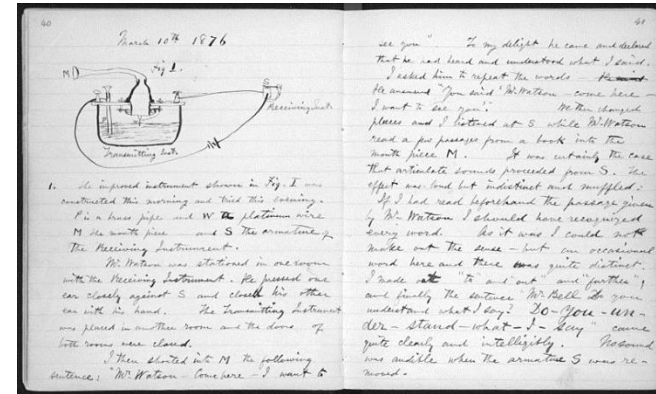 40
March 10th 1876
Fig 1.
M
S
Receiving Inst.
P
W
Transmitting Inst.
1. The improved instrument shown in Fig. I was
constructed this morning and tried this evening.
P is a brass pipe and W the platinum wire
M the mouth piece and S the armature of
the Receiving Instrument.
Mr. Watson was stationed in one room
with the Receiving Instrument. He pressed one
ear closely against S and closed his other
ear with his hand. The Transmitting Instrument
was placed in another room and the doors of
both rooms were closed.
I then shouted into M the following
sentence: "Mr. Watson - Come here - I want to
41
see you". To my delight he came and declared
that he had heard and understood what I said.
I asked him to repeat the words
He answered "You said 'Mr. Watson - come here -
I want to see you'." We then changed
places and I listened at S while Mr. Watson
read a few passages from a book into the
mouth piece M. It was certainly the case
that articulate sounds proceeded from S. The
effect was loud but indistinct and muffled.
If I had read beforehand the passage given
by Mr. Watson I should have recognized
every word. As it was I could not
make out the sense - but an occasional
word here and there was quite distinct.
I made out "to" and "out" and "further";
and finally the sentence "Mr. Bell Do you
understand what I say? Do-you-un-
der-stand-what-I-say" came
quite clearly and intelligibly. No sound
was audible when the armature S was re-
moved.